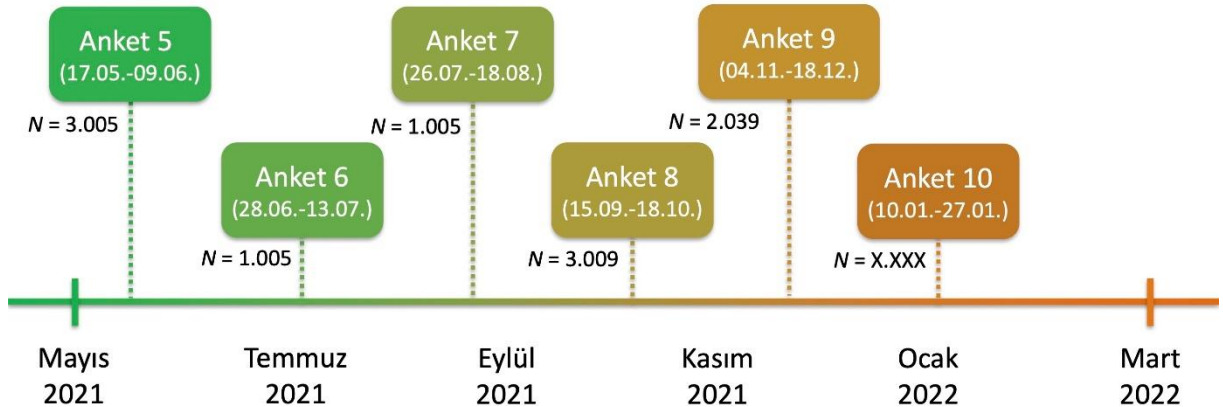 Anket 5
(17.05.-09.06.)
N = 3.005
Anket 6
(28.06.-13.07.)
N = 1.005
Anket 7
(26.07.-18.08.)
N = 1.005
Anket 8
(15.09.-18.10.)
N = 3.009
Anket 9
(04.11.-18.12.)
N = 2.039
Anket 10
(10.01.-27.01.)
N = X.XXX
Mayıs
2021
Temmuz
2021
Eylül
2021
Kasım
2021
Ocak
2022
Mart
2022